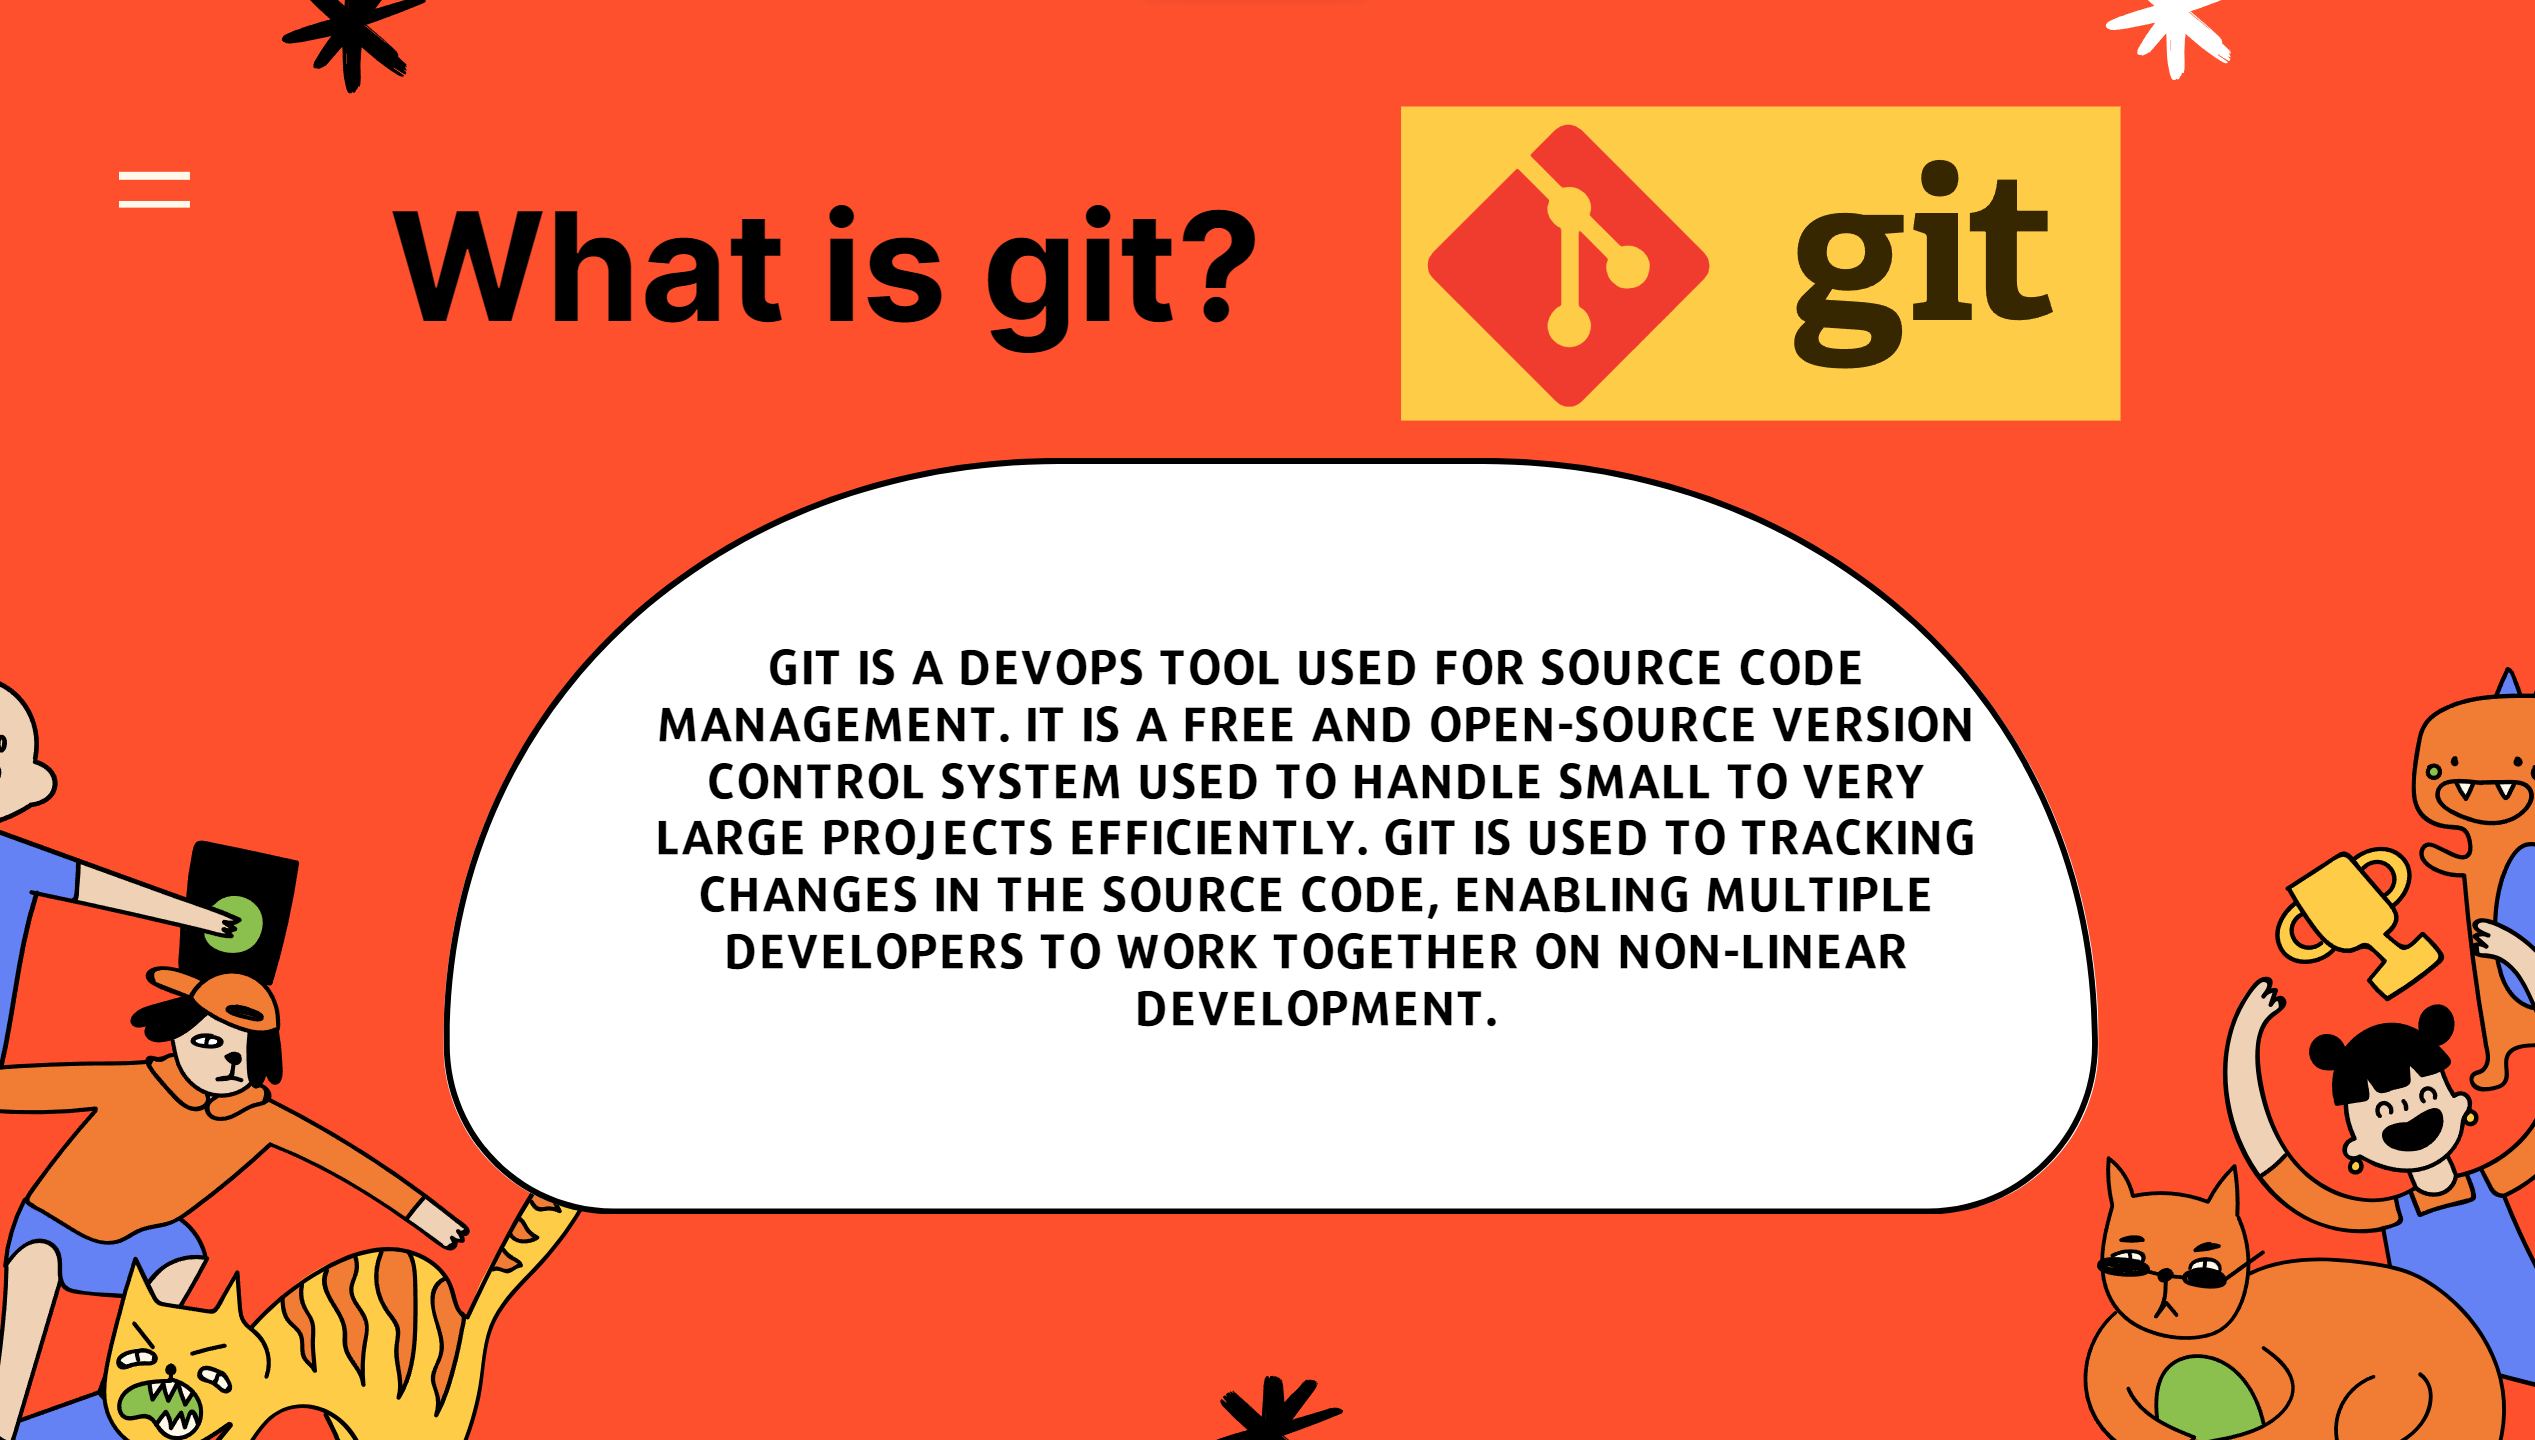 What is git?
git
GIT IS A DEVOPS TOOL USED FOR SOURCE CODE
MANAGEMENT. IT IS A FREE AND OPEN-SOURCE VERSION
CONTROL SYSTEM USED TO HANDLE SMALL TO VERY
LARGE PROJECTS EFFICIENTLY. GIT IS USED TO TRACKING
CHANGES IN THE SOURCE CODE, ENABLING MULTIPLE
DEVELOPERS TO WORK TOGETHER ON NON-LINEAR
DEVELOPMENT.